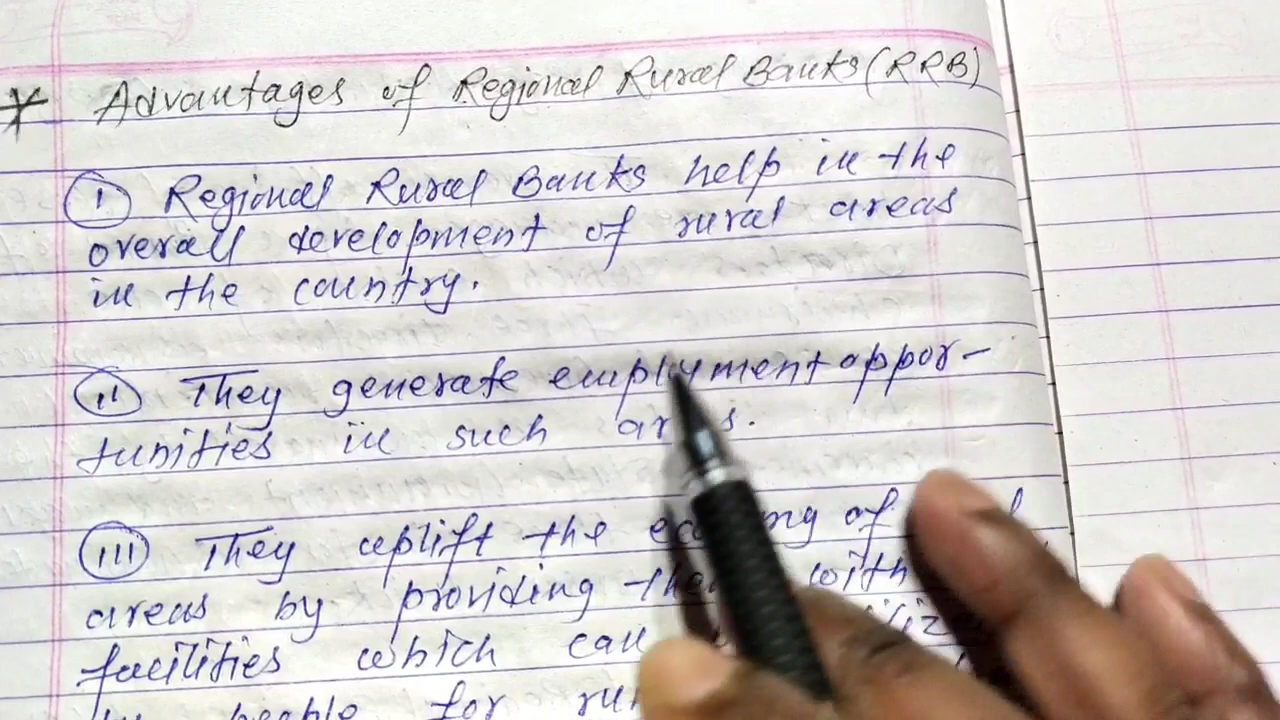 * Advantages of Regional Rural Banks (RRB)
(I) Regional Rural Banks help in the
overall development of rural areas
in the country.
(II) They generate employment oppor-
tunities in such areas.
(III) They uplift the of
areas by providing with
facilities which can
people for